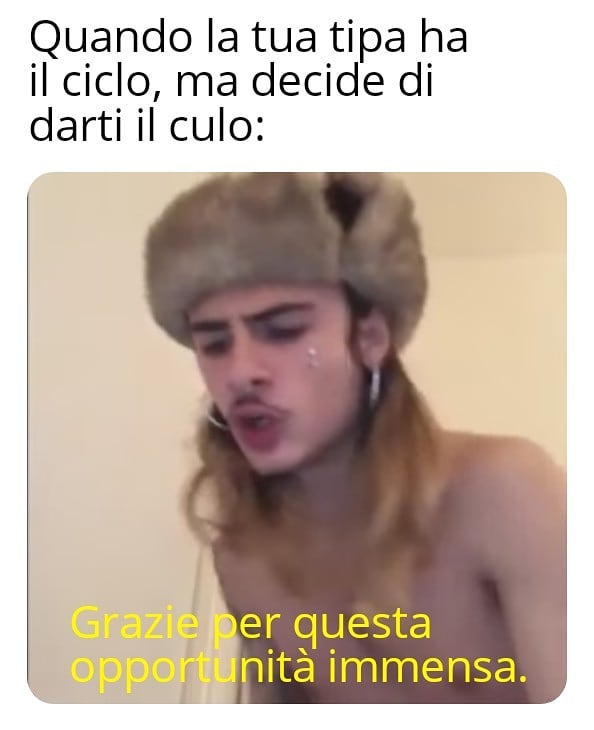 Quando la tua tipa ha
il ciclo, ma decide di
darti il culo:
Grazie per questa
opportunità immensa.